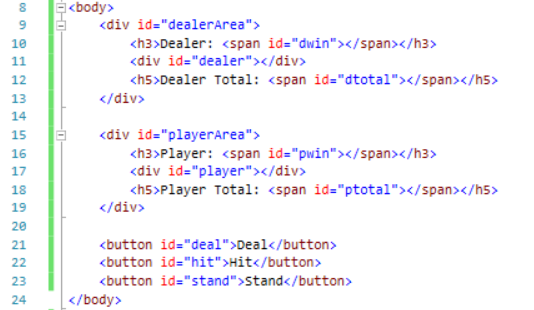 8 <body>
9 <div id="dealerArea">
10 <h3>Dealer: <span id="dwin"></span></h3>
11 <div id="dealer"></div>
12 <h5>Dealer Total: <span id="dtotal"></span></h5>
13 </div>
14
15 <div id="playerArea">
16 <h3>Player: <span id="pwin"></span></h3>
17 <div id="player"></div>
18 <h5>Player Total: <span id="ptotal"></span></h5>
19 </div>
20
21 <button id="deal">Deal</button>
22 <button id="hit">Hit</button>
23 <button id="stand">Stand</button>
24 </body>